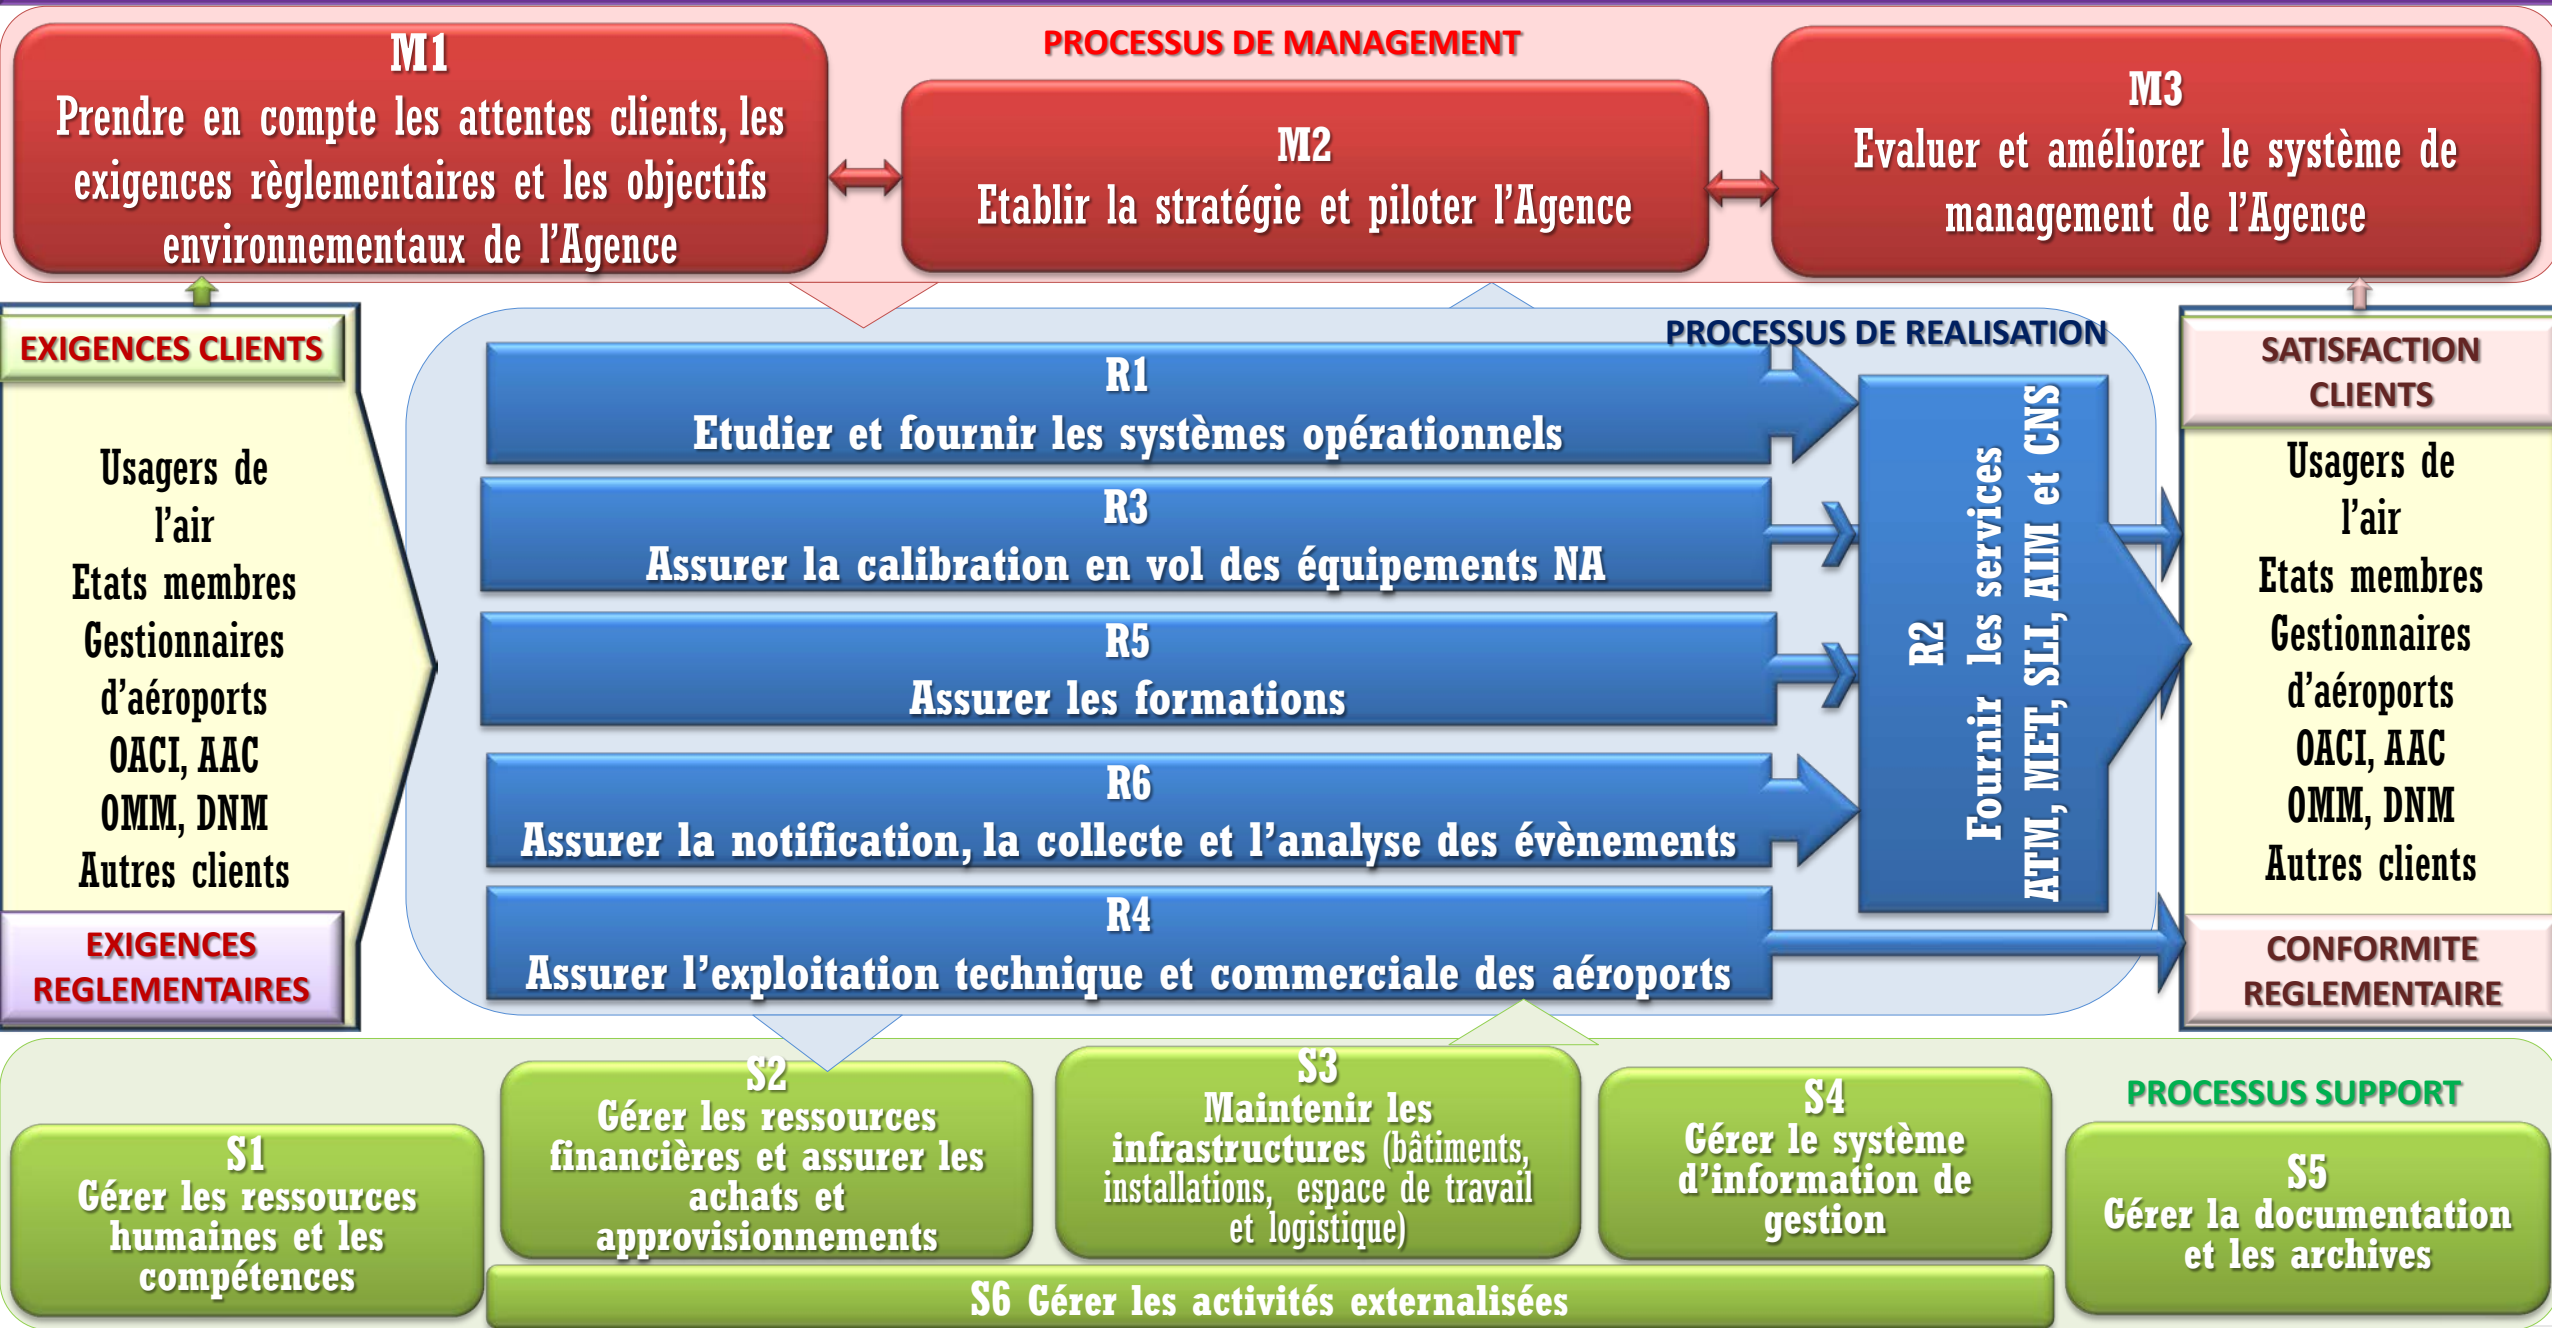 PROCESSUS DE MANAGEMENT
M1
Prendre en compte les attentes clients, les
exigences règlementaires et les objectifs
environnementaux de l'Agence
M2
Etablir la stratégie et piloter l'Agence
M3
Evaluer et améliorer le système de
management de l'Agence
EXIGENCES CLIENTS
Usagers de
l'air
Etats membres
Gestionnaires
d'aéroports
OACI, AAC
OMM, DNM
Autres clients
EXIGENCES
REGLEMENTAIRES
PROCESSUS DE REALISATION
R1
Etudier et fournir les systèmes opérationnels
R3
Assurer la calibration en vol des équipements NA
R5
Assurer les formations
R6
Assurer la notification, la collecte et l'analyse des évènements
R4
Assurer l'exploitation technique et commerciale des aéroports
R2
Fournir les services
ATM, MET, SLI, AIM et CNS
SATISFACTION
CLIENTS
Usagers de
l'air
Etats membres
Gestionnaires
d'aéroports
OACI, AAC
OMM, DNM
Autres clients
CONFORMITE
REGLEMENTAIRE
PROCESSUS SUPPORT
S1
Gérer les ressources
humaines et les
compétences
S2
Gérer les ressources
financières et assurer les
achats et
approvisionnements
S3
Maintenir les
infrastructures (bâtiments,
installations, espace de travail
et logistique)
S4
Gérer le système
d'information de
gestion
S5
Gérer la documentation
et les archives
S6 Gérer les activités externalisées